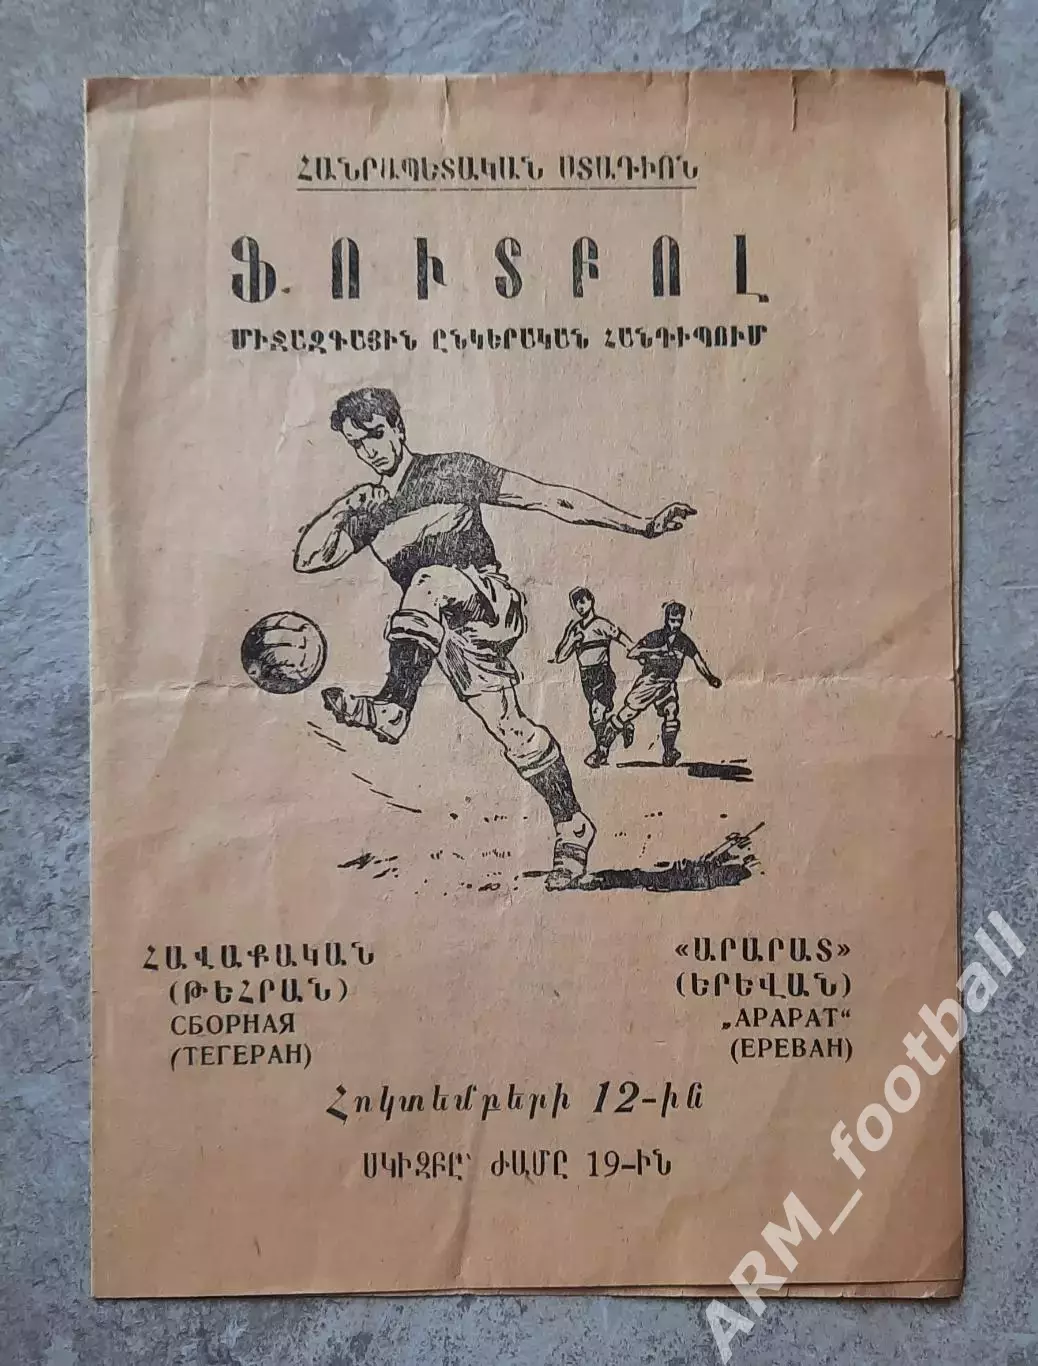 ՀԱՆՐԱՊԵՏԱԿԱՆ ՍՏԱԴԻՈՆ
ՖՈՒՏԲՈԼ
ՄԻՋԱԶԳԱՅԻՆ ԸՆԿԵՐԱԿԱՆ ՀԱՆԴԻՊՈՒՄ
ՀԱՎԱՔԱԿԱՆ
(ԹԵՀՐԱՆ)
СБОРНАЯ
(ТЕГЕРАН)
«ԱՐԱՐԱՏ»
(ԵՐԵՎԱՆ)
„АРАРАТ“
(ЕРЕВАН)
Հոկտեմբերի 12-ին
ՍԿԻԶԲԸ՝ ԺԱՄԸ 19-ԻՆ
ARM_football